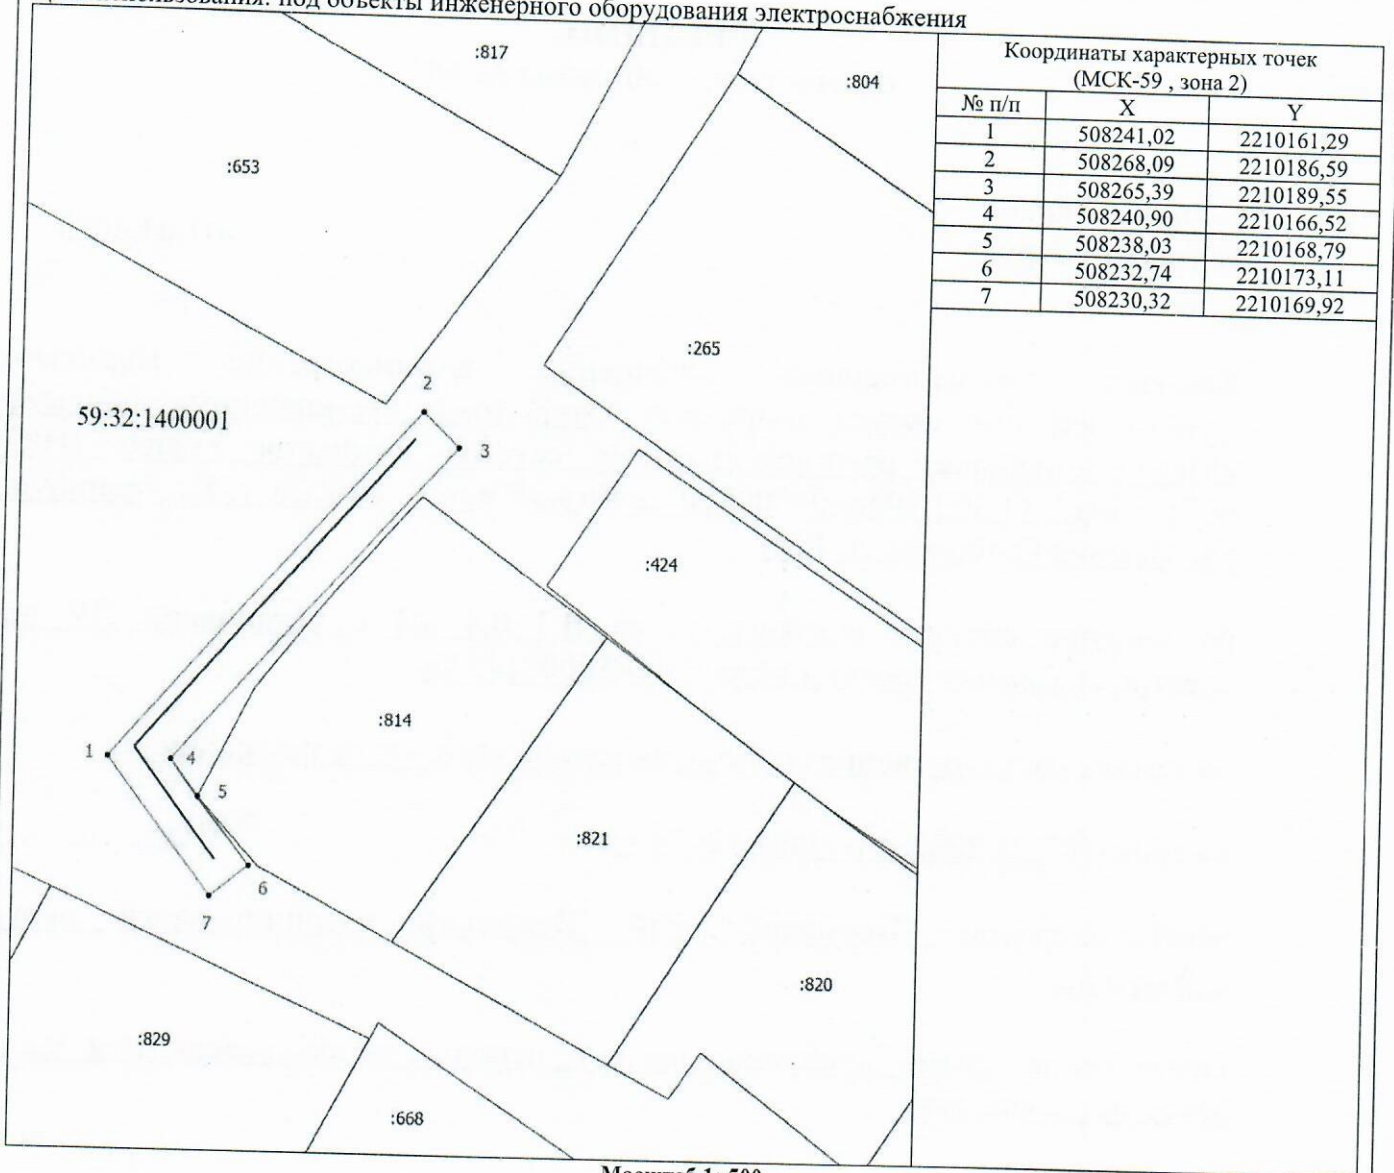 использования: под объекты инженерного оборудования электроснабжения
Координаты характерных точек
(МСК-59 , зона 2)
№ п/п X Y
1 508241,02 2210161,29
2 508268,09 2210186,59
3 508265,39 2210189,55
4 508240,90 2210166,52
5 508238,03 2210168,79
6 508232,74 2210173,11
7 508230,32 2210169,92
:817
:804
:653
:265
2
59:32:1400001
3
:424
:814
1
4
5
:821
6
7
:820
:829
:668
Масштаб 1: 500